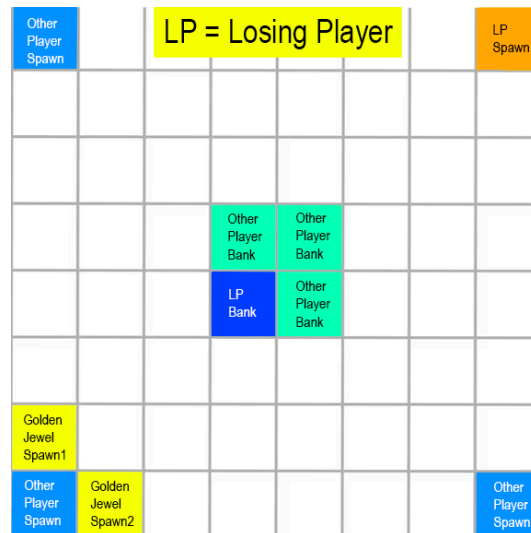 Other
Player
Spawn
LP = Losing Player
LP
Spawn
Other
Player
Bank
Other
Player
Bank
LP
Bank
Other
Player
Bank
Golden
Jewel
Spawn1
Other
Player
Spawn
Golden
Jewel
Spawn2
Other
Player
Spawn